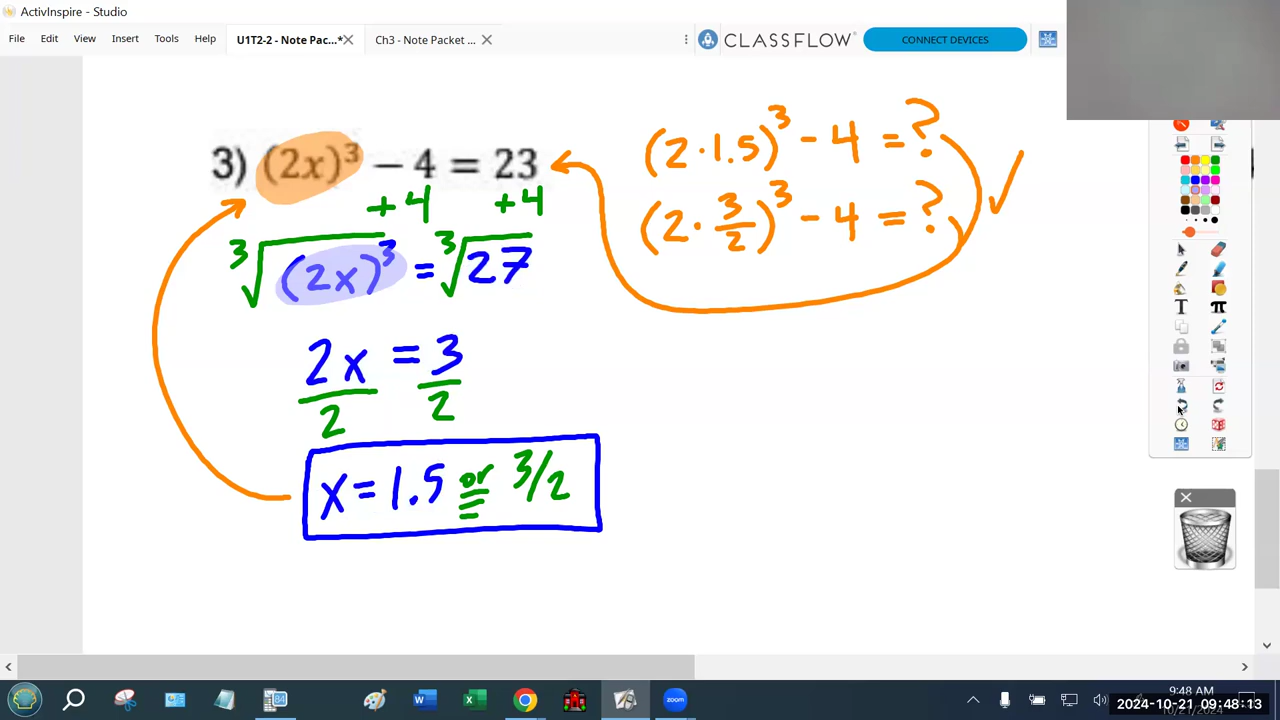 ActivInspire - Studio
File Edit View Insert Tools Help U1T2-2 - Note Pac...* Ch3 - Note Packet ... CLASSFLOW CONNECT DEVICES
3) (2x)³ − 4 = 23
+4 +4
∛(2x)³ = ∛27
2x/2 = 3/2
x = 1.5 or 3/2
(2·1.5)³ − 4 = ?
(2·3/2)³ − 4 = ? ✓
9:48 AM
2024-10-21 09:48:13